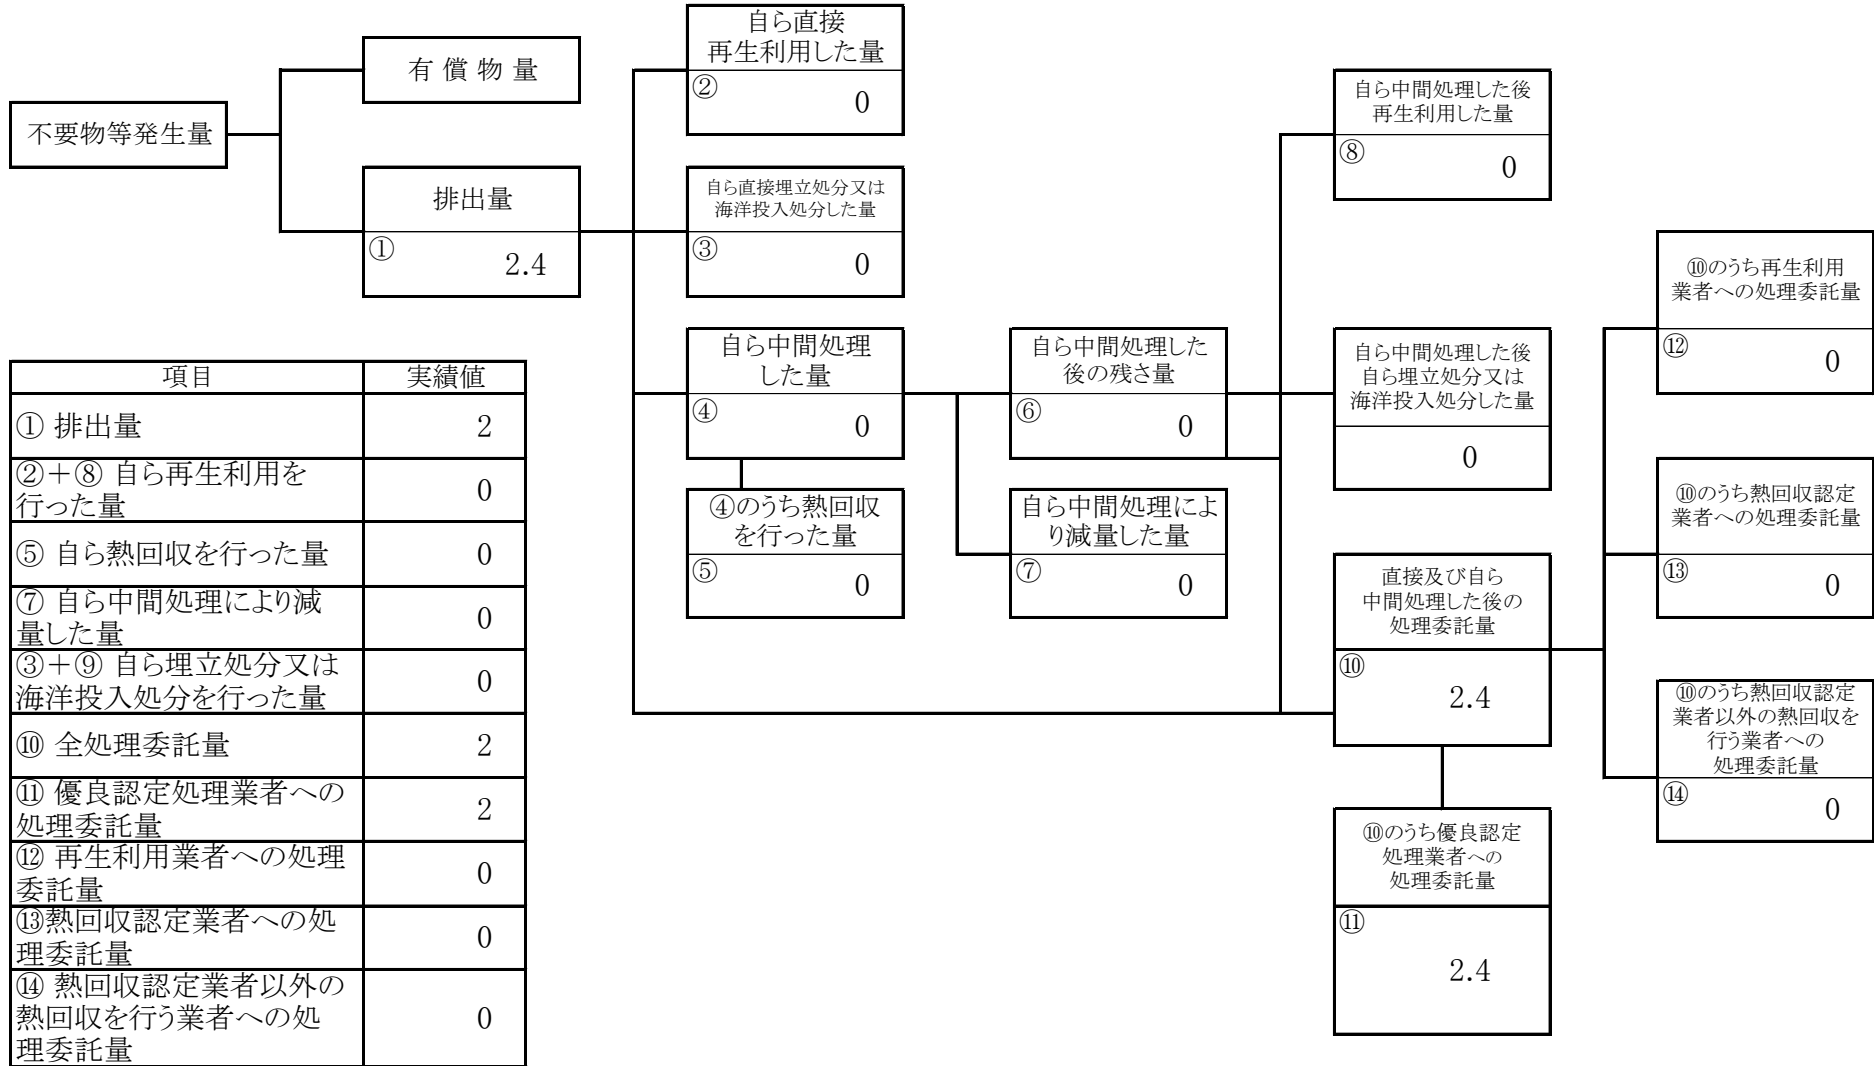 不要物等発生量
有償物量
排出量
①
2.4
自ら直接
再生利用した量
②
0
自ら直接埋立処分又は
海洋投入処分した量
③
0
自ら中間処理
した量
④
0
④のうち熱回収
を行った量
⑤
0
自ら中間処理した
後の残さ量
⑥
0
自ら中間処理によ
り減量した量
⑦
0
自ら中間処理した後
再生利用した量
⑧
0
自ら中間処理した後
自ら埋立処分又は
海洋投入処分した量
0
直接及び自ら
中間処理した後の
処理委託量
⑩
2.4
⑩のうち優良認定
処理業者への
処理委託量
⑪
2.4
⑩のうち再生利用
業者への処理委託量
⑫
0
⑩のうち熱回収認定
業者への処理委託量
⑬
0
⑩のうち熱回収認定
業者以外の熱回収を
行う業者への
処理委託量
⑭
0
項目 実績値
① 排出量 2
②＋⑧ 自ら再生利用を
行った量 0
⑤ 自ら熱回収を行った量 0
⑦ 自ら中間処理により減
量した量 0
③＋⑨ 自ら埋立処分又は
海洋投入処分を行った量 0
⑩ 全処理委託量 2
⑪ 優良認定処理業者への
処理委託量 2
⑫ 再生利用業者への処理
委託量 0
⑬熱回収認定業者への処
理委託量 0
⑭ 熱回収認定業者以外の
熱回収を行う業者への処
理委託量 0